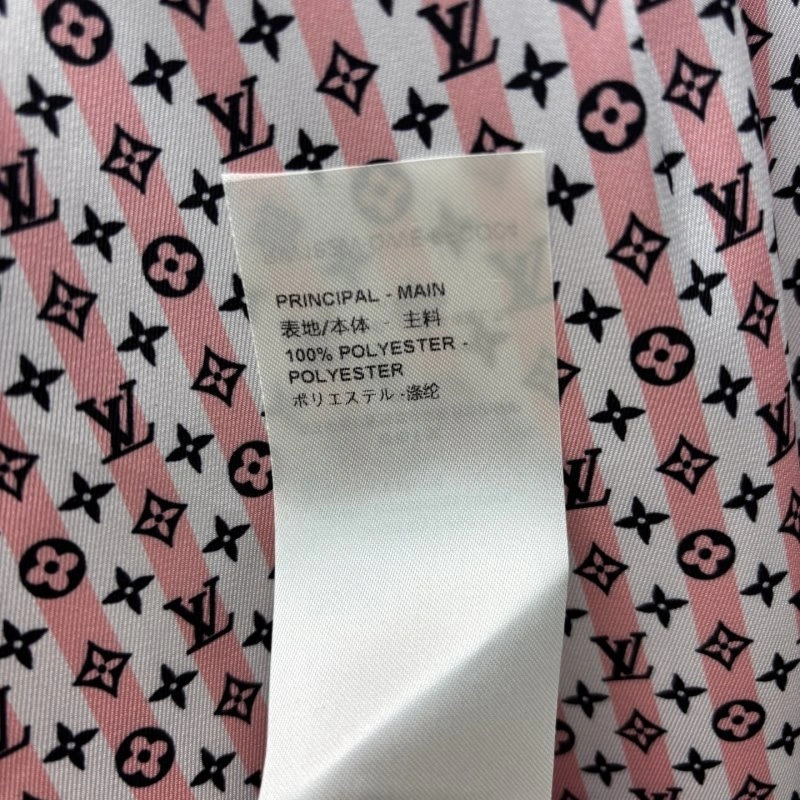 PRINCIPAL - MAIN
表地/本体 - 主料
100% POLYESTER -
POLYESTER
ポリエステル -涤纶